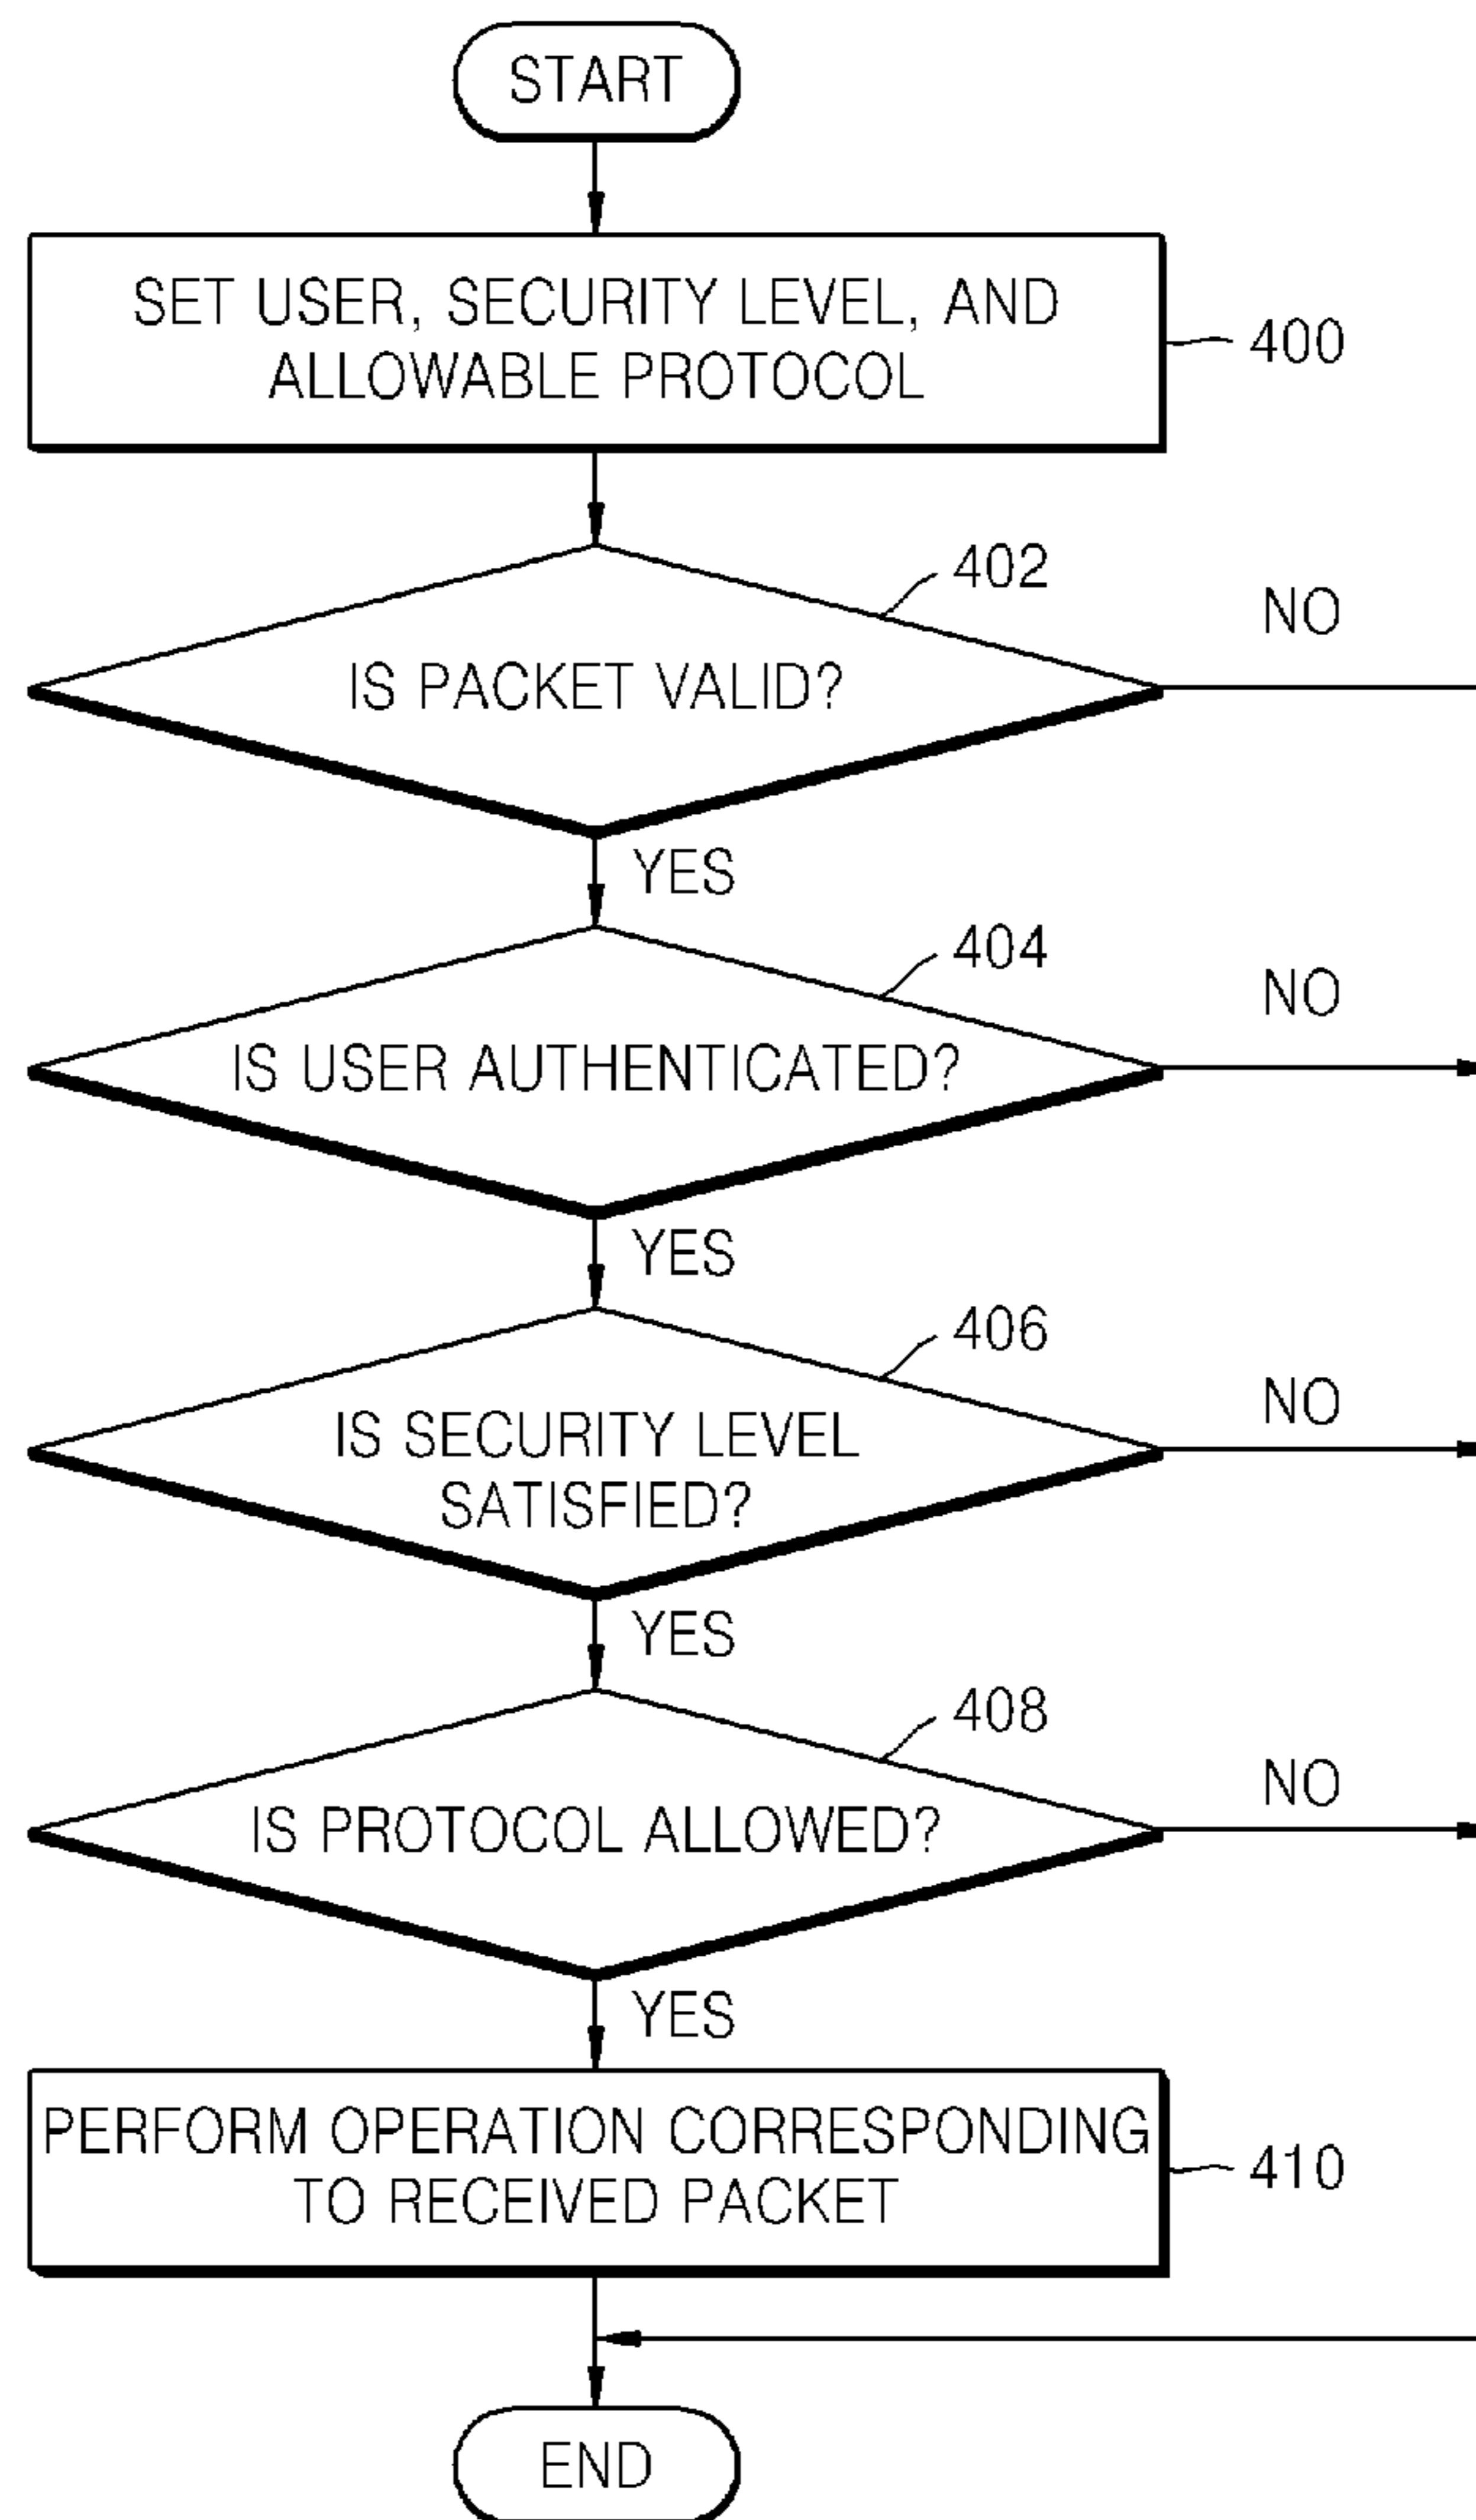 START
SET USER, SECURITY LEVEL, AND
ALLOWABLE PROTOCOL
400
402
NO
IS PACKET VALID?
YES
404
NO
IS USER AUTHENTICATED?
YES
406
NO
IS SECURITY LEVEL
SATISFIED?
YES
408
NO
IS PROTOCOL ALLOWED?
YES
PERFORM OPERATION CORRESPONDING
TO RECEIVED PACKET
410
END